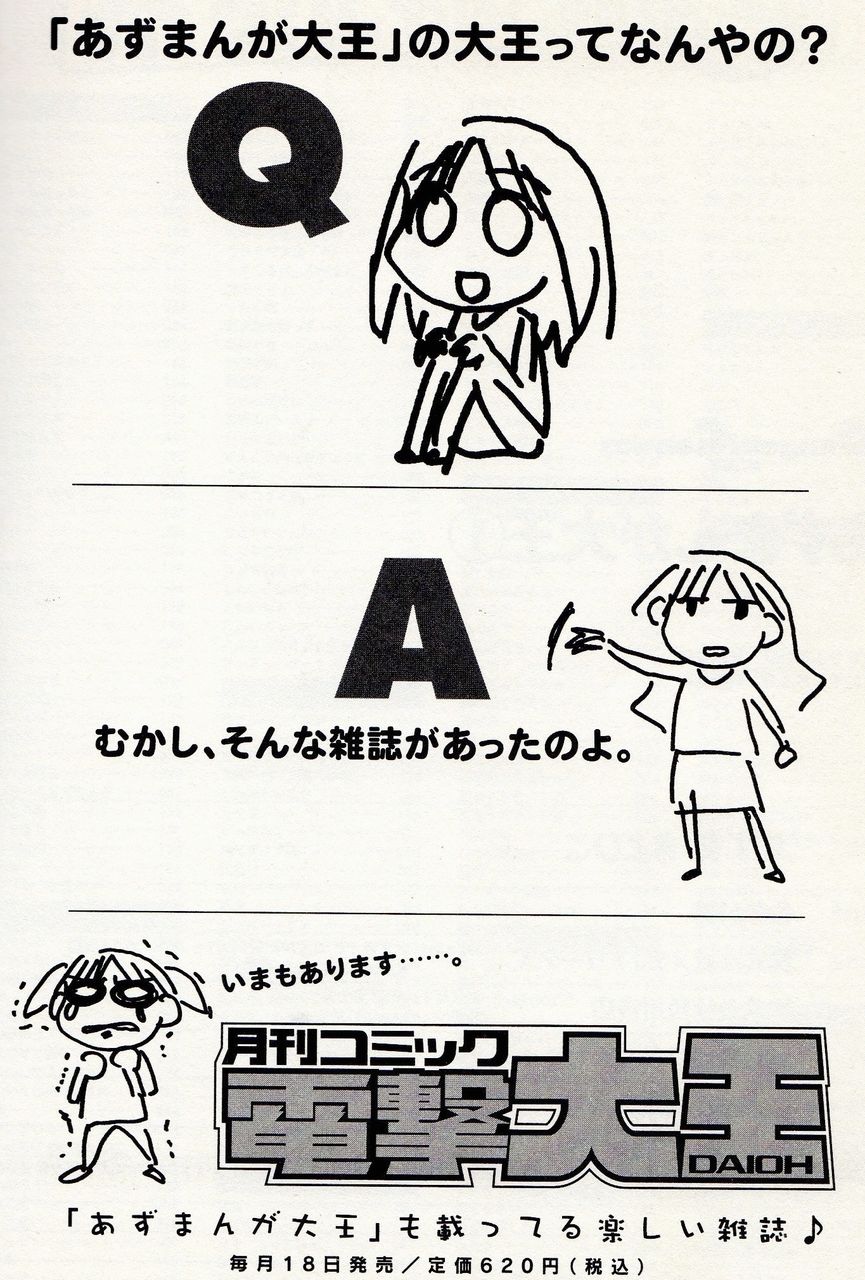 「あずまんが大王」の大王ってなんやの？
Q
A
むかし、そんな雑誌があったのよ。
いまもあります……。
月刊コミック
電撃大王
DAIOH
「あずまんが大王」も載ってる楽しい雑誌♪
毎月18日発売／定価620円（税込）